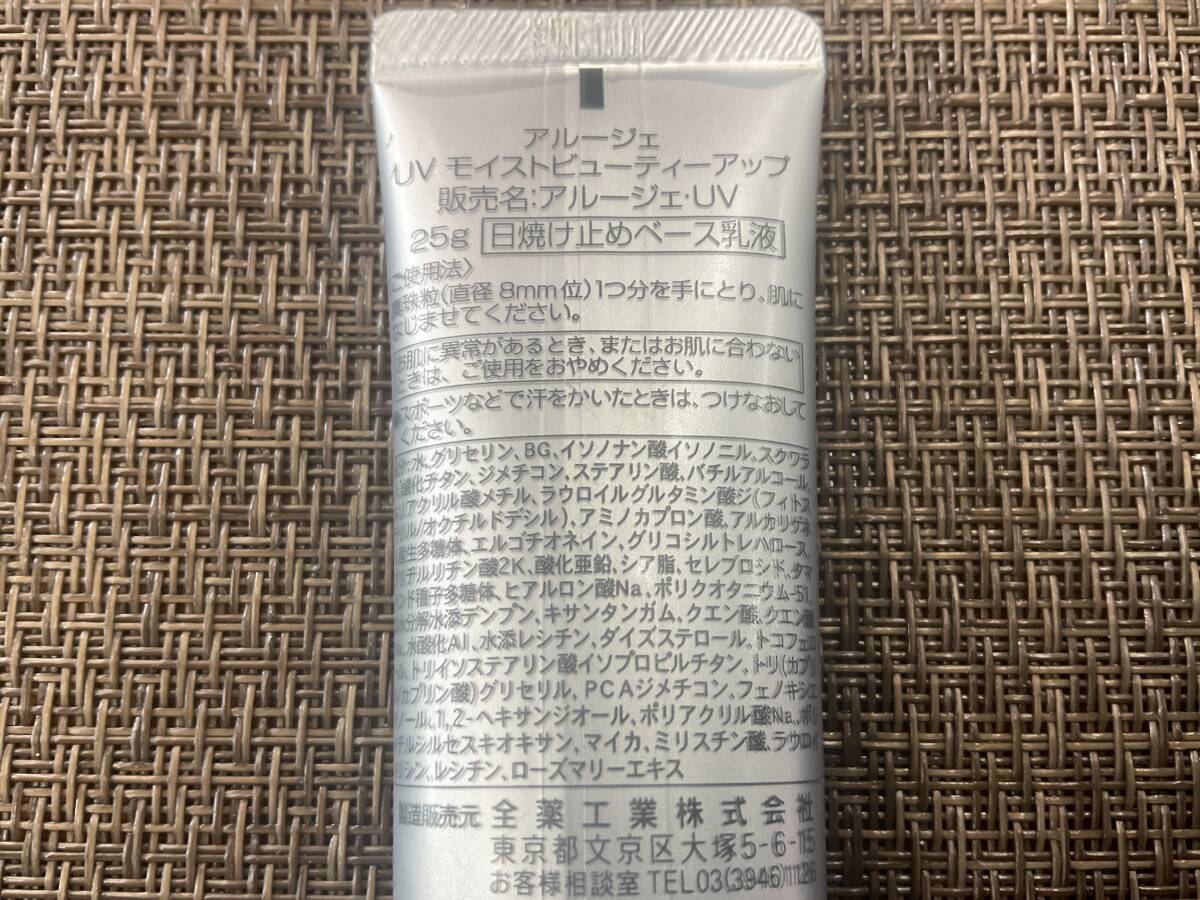 アルージェ
UV モイストビューティーアップ
販売名:アルージェ・UV
25g 日焼け止めベース乳液
ご使用法〉
真珠粒(直径8mm位)1つ分を手にとり、肌に
なじませてください。
お肌に異常があるとき、またはお肌に合わない
ときは、ご使用をおやめください。
スポーツなどで汗をかいたときは、つけなおして
ください。
分:水、グリセリン、BG、イソノナン酸イソノニル、スクワラ
酸化チタン、ジメチコン、ステアリン酸、バチルアルコール、
リアクリル酸メチル、ラウロイルグルタミン酸ジ(フィトス
リル/オクチルドデシル)、アミノカプロン酸、アルカリゲネ
産生多糖体、エルゴチオネイン、グリコシルトレハロース、
リチルリチン酸2K、酸化亜鉛、シア脂、セレブロシド、タマ
ンド種子多糖体、ヒアルロン酸Na、ポリクオタニウム-51、
水分解水添デンプン、キサンタンガム、クエン酸、クエン酸
水酸化Al、水添レシチン、ダイズステロール、トコフェロ
トリイソステアリン酸イソプロピルチタン、トリ(カプリ
カプリン酸)グリセリル、PCAジメチコン、フェノキシエ
ノール、1,2-ヘキサンジオール、ポリアクリル酸Na、ポリ
チルシルセスキオキサン、マイカ、ミリスチン酸、ラウロイ
リシン、レシチン、ローズマリーエキス
製造販売元 全薬工業株式会社
東京都文京区大塚5-6-15
お客様相談室 TEL03(3946)1126